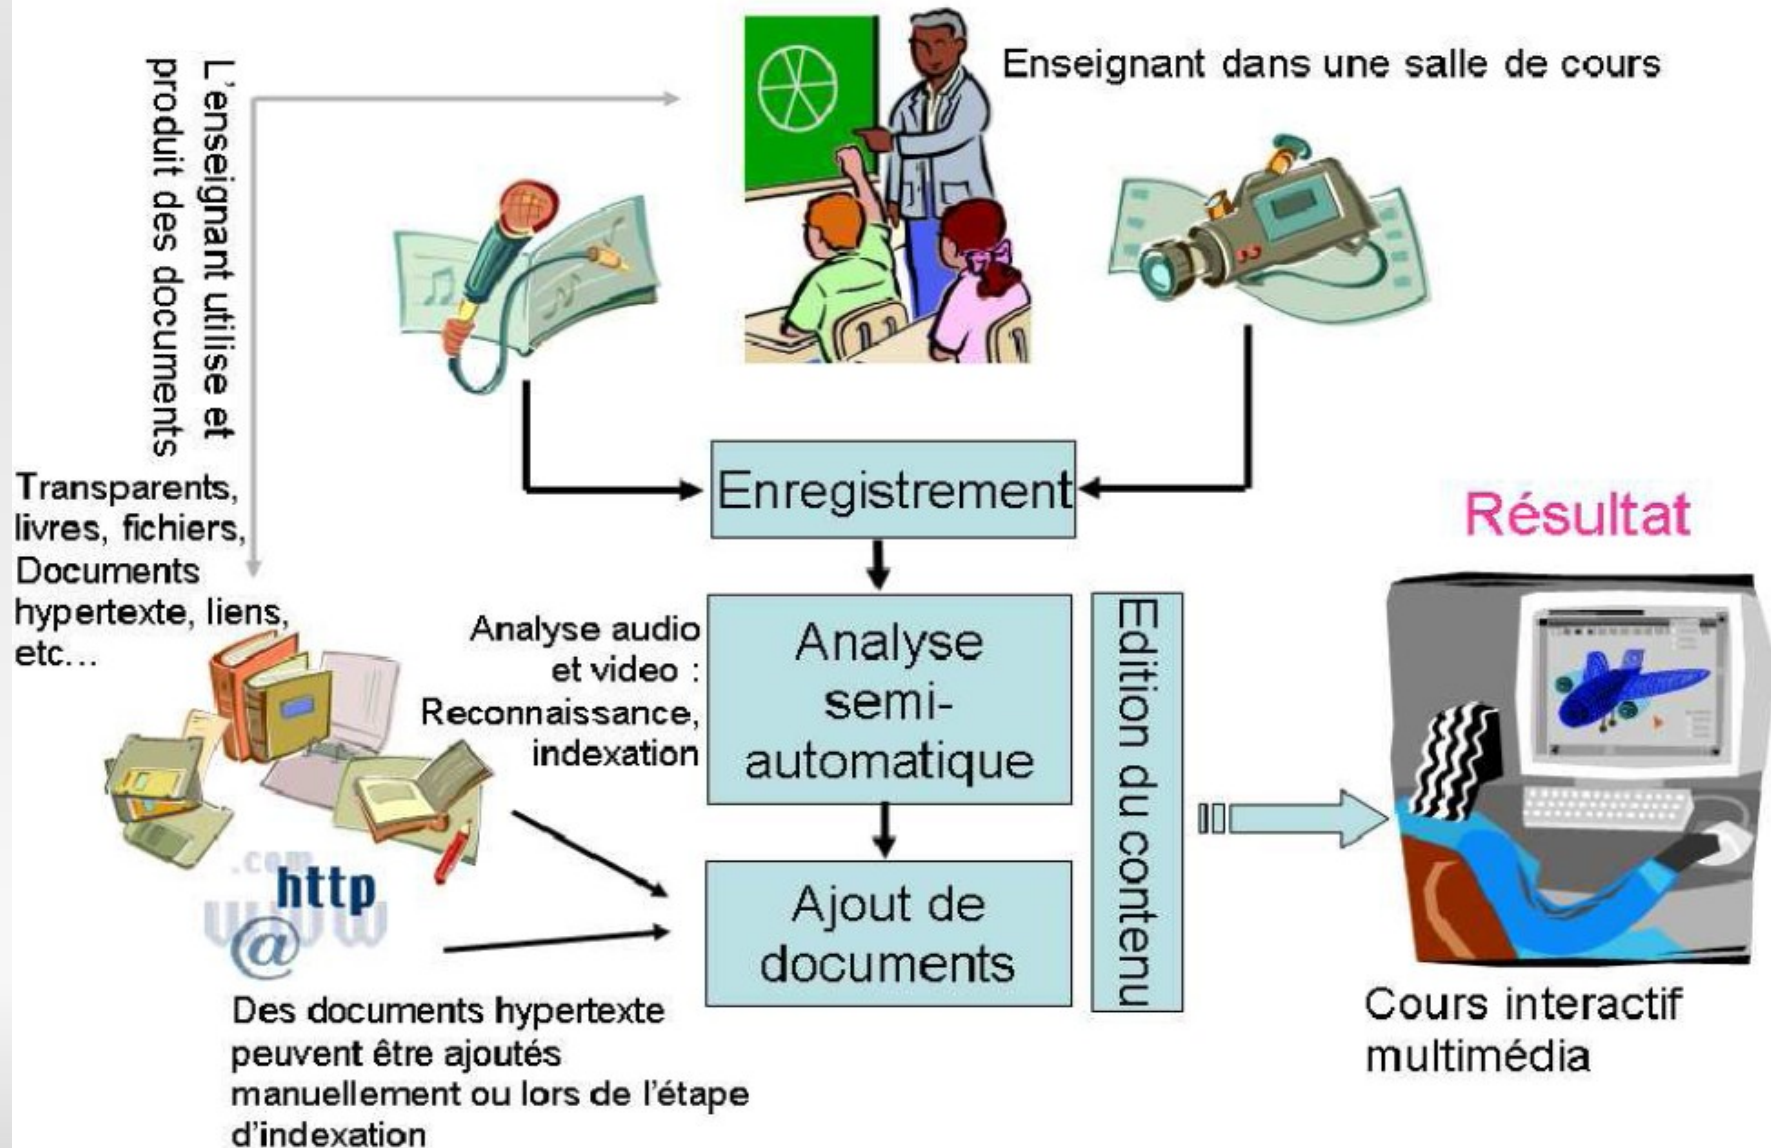 Enseignant dans une salle de cours
L'enseignant utilise et
produit des documents
Transparents,
livres, fichiers,
Documents
hypertexte, liens,
etc...
Enregistrement
Analyse audio
et video :
Reconnaissance,
indexation
Analyse
semi-
automatique
Edition du contenu
Ajout de
documents
.com
http
www
@
Des documents hypertexte
peuvent être ajoutés
manuellement ou lors de l'étape
d'indexation
Résultat
Cours interactif
multimédia